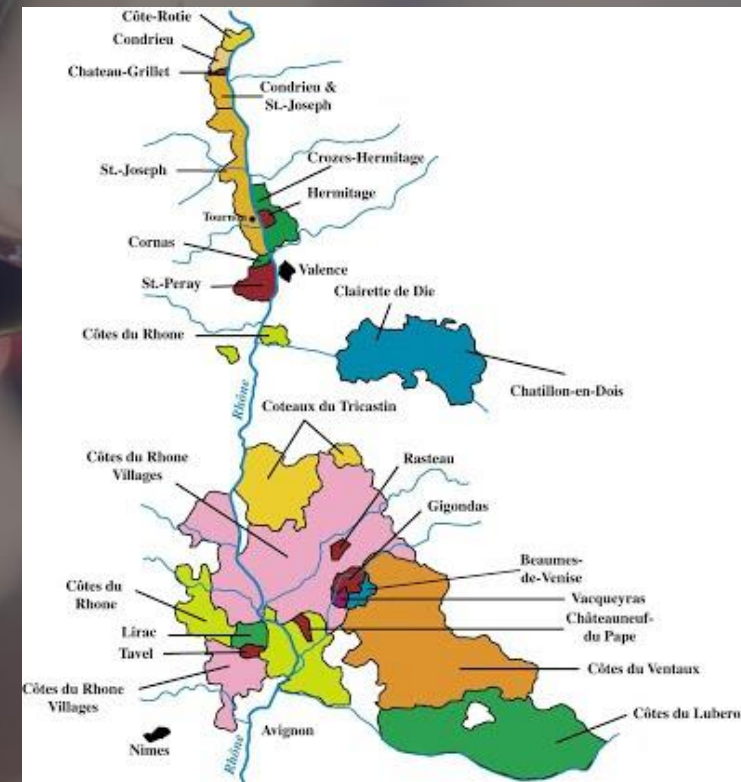 Côte-Rotie
Condrieu
Chateau-Grillet
Condrieu &
St.-Joseph
Crozes-Hermitage
St.-Joseph
Hermitage
Tournon
Cornas
Valence
St.-Peray
Clairette de Die
Côtes du Rhone
Chatillon-en-Dois
Rhône
Coteaux du Tricastin
Côtes du Rhone
Villages
Rasteau
Gigondas
Beaumes-
de-Venise
Côtes du
Rhone
Vacqueyras
Châteauneuf-
du Pape
Lirac
Tavel
Côtes du Ventaux
Côtes du Rhone
Villages
Côtes du Lubero
Avignon
Nimes
Rhône